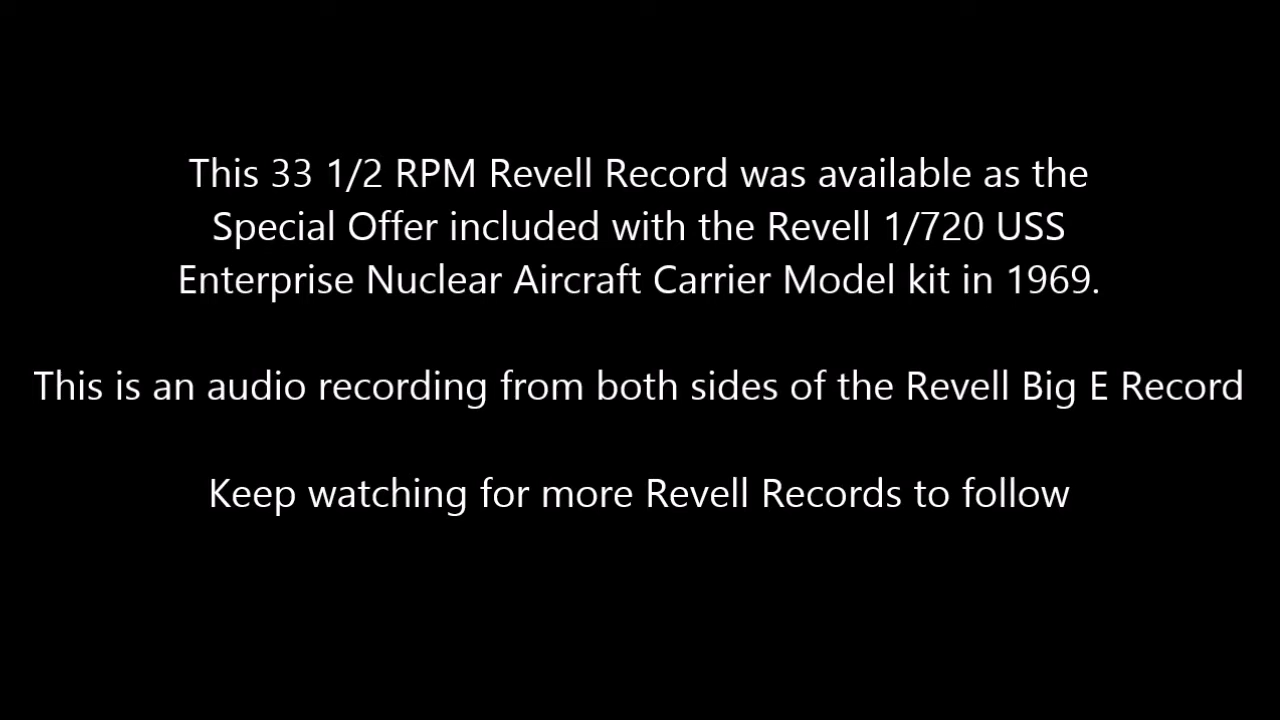 This 33 1/2 RPM Revell Record was available as the
Special Offer included with the Revell 1/720 USS
Enterprise Nuclear Aircraft Carrier Model kit in 1969.
This is an audio recording from both sides of the Revell Big E Record
Keep watching for more Revell Records to follow